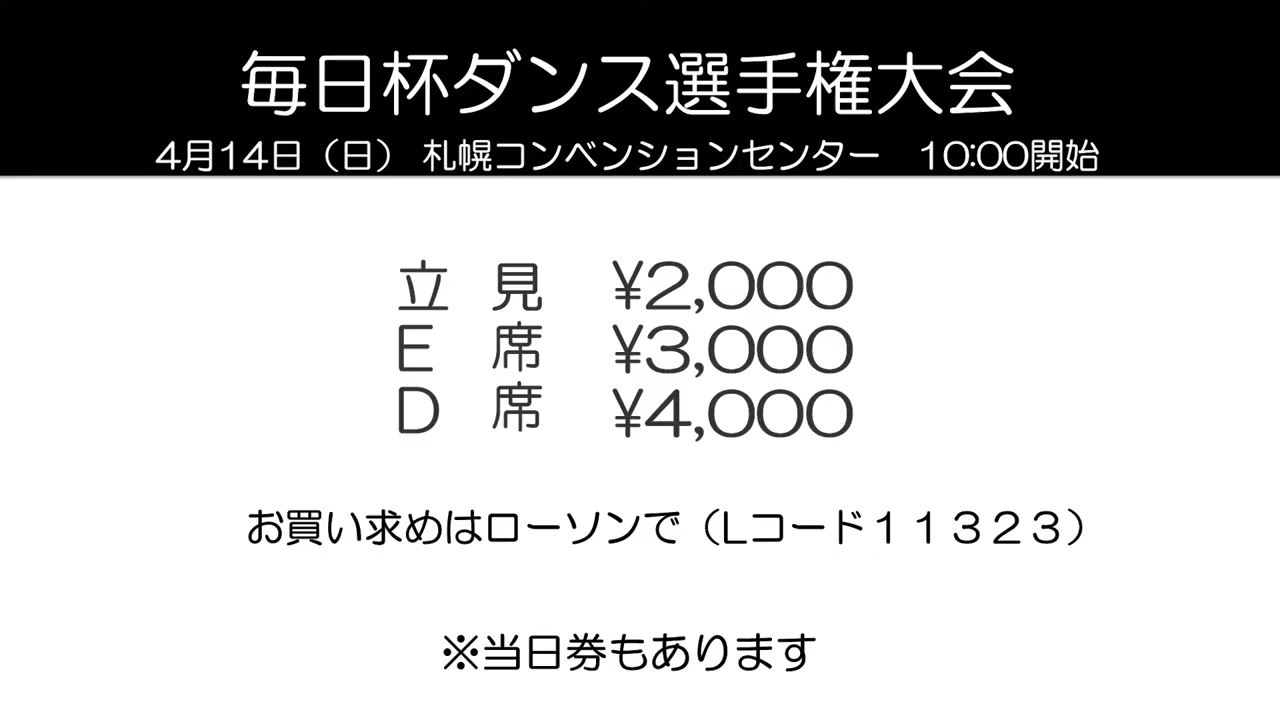 毎日杯ダンス選手権大会
4月14日（日） 札幌コンベンションセンター　10:00開始
立　見　¥2,000
E　席　¥3,000
D　席　¥4,000
お買い求めはローソンで（Lコード１１３２３）
※当日券もあります